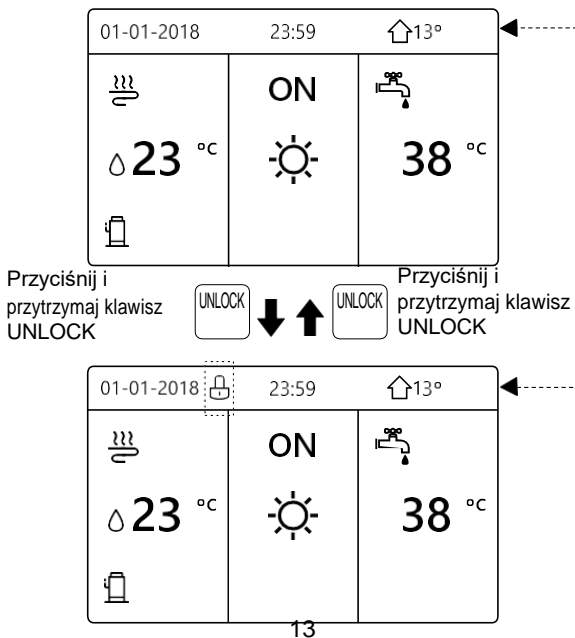 01-01-2018 23:59 13°
ON
23 °C 38 °C
Przyciśnij i
przytrzymaj klawisz
UNLOCK
UNLOCK UNLOCK
Przyciśnij i
przytrzymaj klawisz
UNLOCK
01-01-2018 23:59 13°
ON
23 °C 38 °C
13